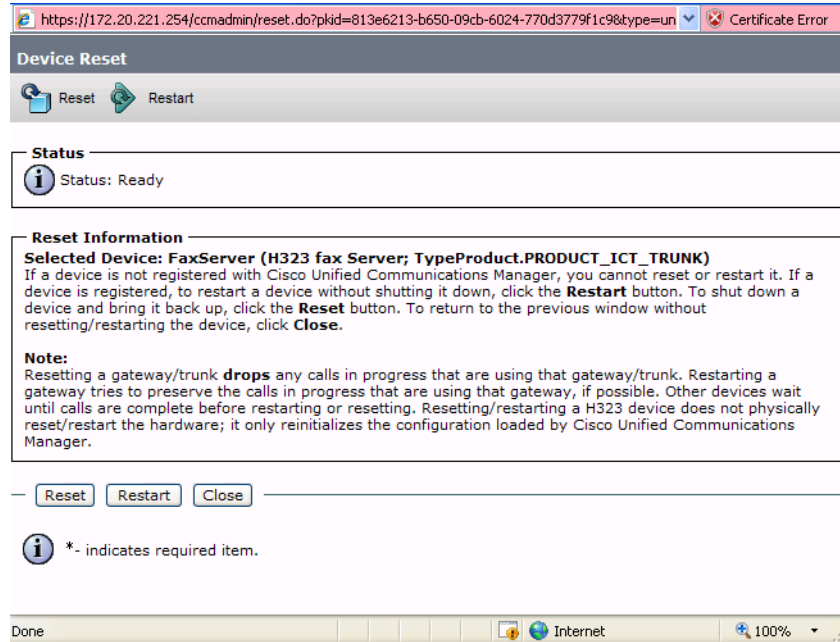 https://172.20.221.254/ccmadmin/reset.do?pkid=813e6213-b650-09cb-6024-770d3779f1c9&type=un Certificate Error
Device Reset
Reset Restart
Status
Status: Ready
Reset Information
Selected Device: FaxServer (H323 fax Server; TypeProduct.PRODUCT_ICT_TRUNK)
If a device is not registered with Cisco Unified Communications Manager, you cannot reset or restart it. If a
device is registered, to restart a device without shutting it down, click the Restart button. To shut down a
device and bring it back up, click the Reset button. To return to the previous window without
resetting/restarting the device, click Close.
Note:
Resetting a gateway/trunk drops any calls in progress that are using that gateway/trunk. Restarting a
gateway tries to preserve the calls in progress that are using that gateway, if possible. Other devices wait
until calls are complete before restarting or resetting. Resetting/restarting a H323 device does not physically
reset/restart the hardware; it only reinitializes the configuration loaded by Cisco Unified Communications
Manager.
Reset Restart Close
*- indicates required item.
Done Internet 100%